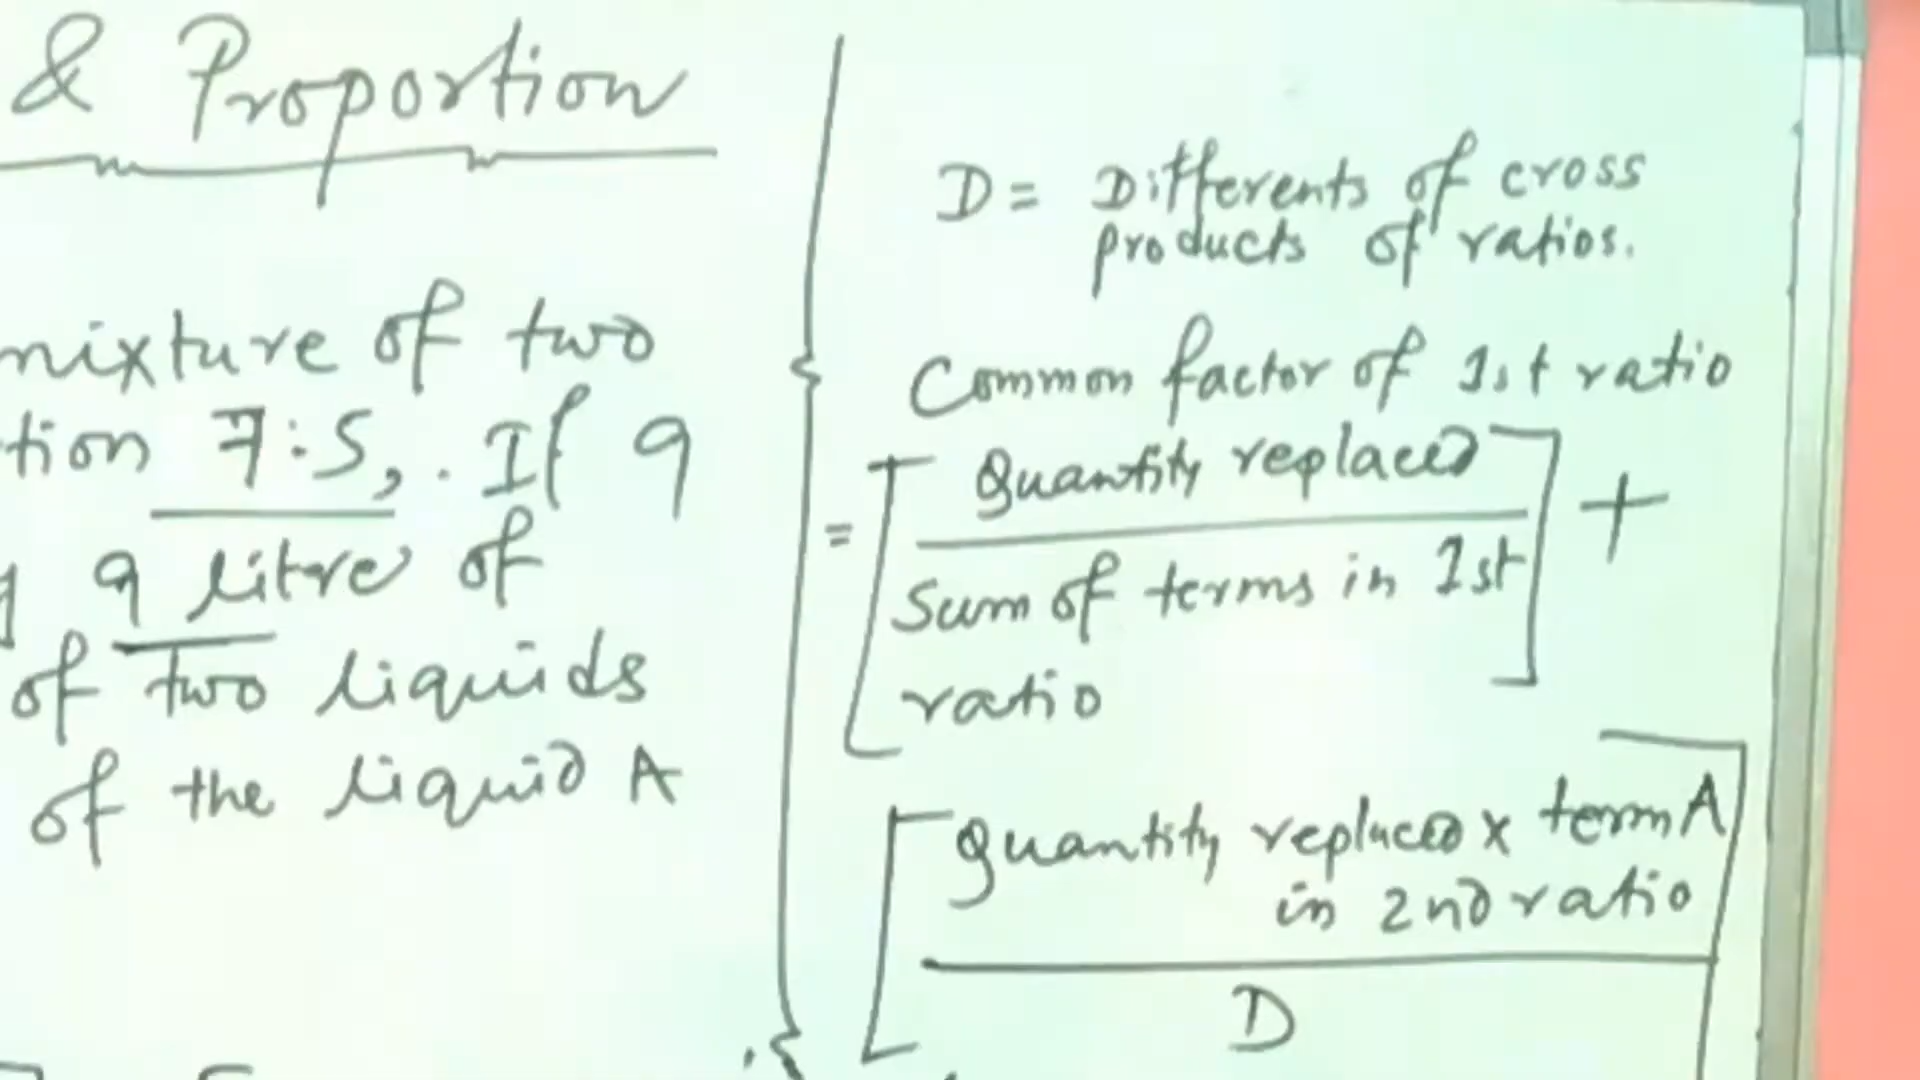 & Proportion
mixture of two
tion 7:5, . If 9
9 litre of
of two liquids
of the liquid A
D = Differents of cross
products of ratios.
Common factor of 1st ratio
= [ Quantity replaced ] +
Sum of terms in 1st
ratio
[ Quantity replaced x term A
in 2nd ratio
D